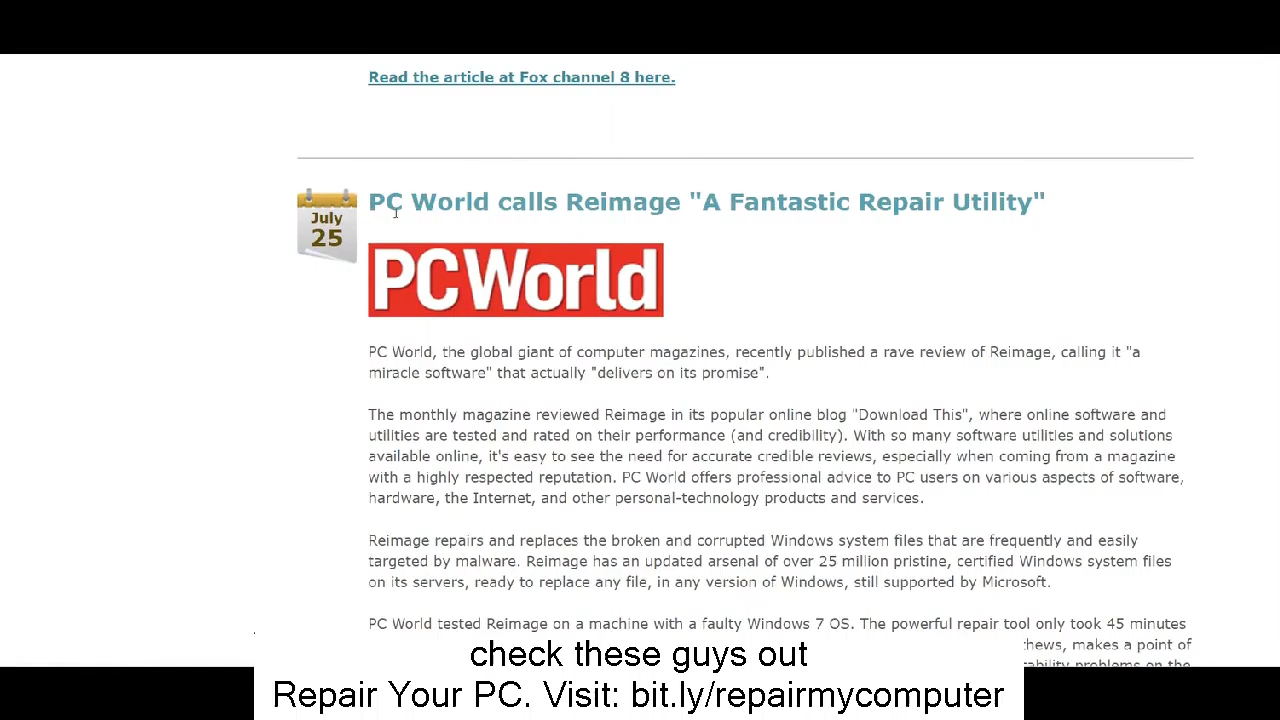 Read the article at Fox channel 8 here.
July
25
PC World calls Reimage "A Fantastic Repair Utility"
PCWorld
PC World, the global giant of computer magazines, recently published a rave review of Reimage, calling it "a
miracle software" that actually "delivers on its promise".
The monthly magazine reviewed Reimage in its popular online blog "Download This", where online software and
utilities are tested and rated on their performance (and credibility). With so many software utilities and solutions
available online, it's easy to see the need for accurate credible reviews, especially when coming from a magazine
with a highly respected reputation. PC World offers professional advice to PC users on various aspects of software,
hardware, the Internet, and other personal-technology products and services.
Reimage repairs and replaces the broken and corrupted Windows system files that are frequently and easily
targeted by malware. Reimage has an updated arsenal of over 25 million pristine, certified Windows system files
on its servers, ready to replace any file, in any version of Windows, still supported by Microsoft.
PC World tested Reimage on a machine with a faulty Windows 7 OS. The powerful repair tool only took 45 minutes
thews, makes a point of
problems on the
check these guys out
Repair Your PC. Visit: bit.ly/repairmycomputer